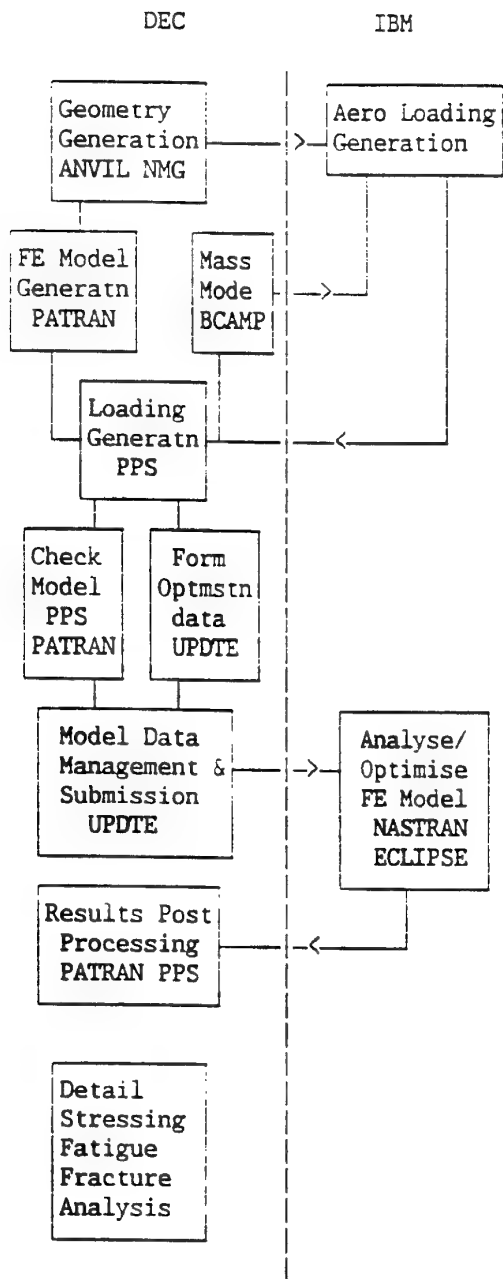 DEC
IBM
Geometry
Generation
ANVIL NMG
Aero Loading
Generation
FE Model
Generatn
PATRAN
Mass
Mode
BCAMP
Loading
Generatn
PPS
Check
Model
PPS
PATRAN
Form
Optmstn
data
UPDTE
Model Data
Management &
Submission
UPDTE
Analyse/
Optimise
FE Model
NASTRAN
ECLIPSE
Results Post
Processing
PATRAN PPS
Detail
Stressing
Fatigue
Fracture
Analysis